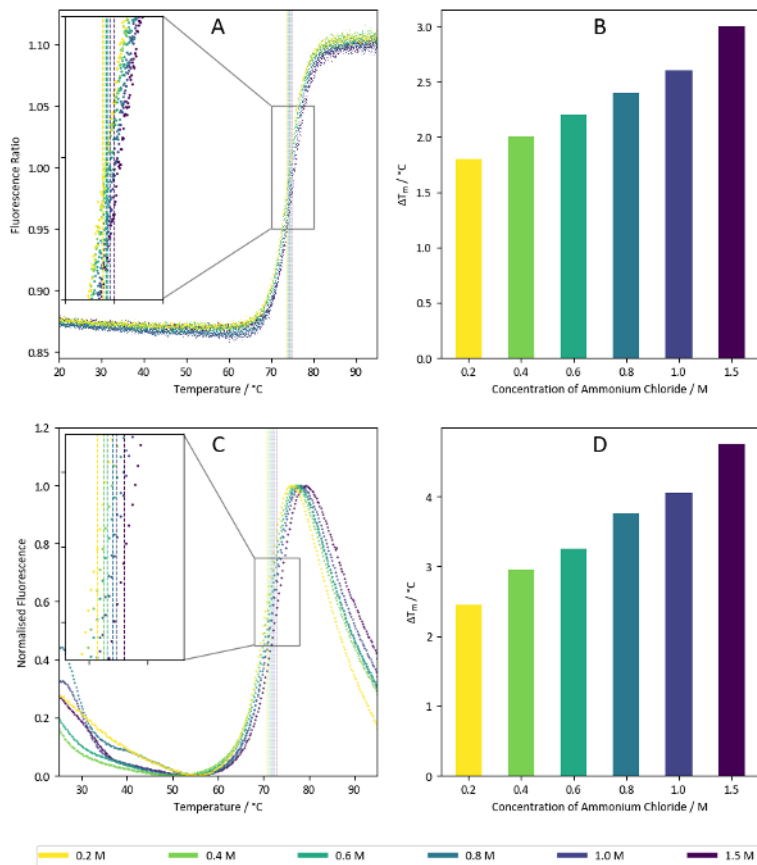 A
Fluorescence Ratio
1.10
1.05
1.00
0.95
0.90
0.85
20 30 40 50 60 70 80 90
Temperature / °C
B
ΔTm / °C
3.0
2.5
2.0
1.5
1.0
0.5
0.0
0.2 0.4 0.6 0.8 1.0 1.5
Concentration of Ammonium Chloride / M
C
Normalised Fluorescence
1.2
1.0
0.8
0.6
0.4
0.2
0.0
30 40 50 60 70 80 90
Temperature / °C
D
ΔTm / °C
4
3
2
1
0
0.2 0.4 0.6 0.8 1.0 1.5
Concentration of Ammonium Chloride / M
0.2 M 0.4 M 0.6 M 0.8 M 1.0 M 1.5 M